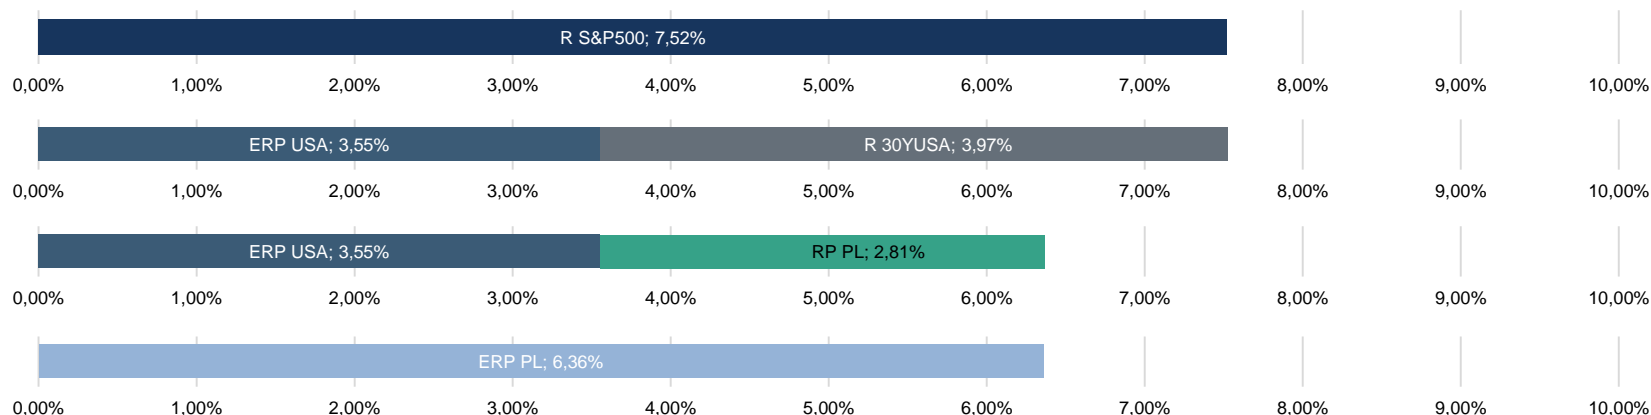 R S&P500; 7,52%
0,00% 1,00% 2,00% 3,00% 4,00% 5,00% 6,00% 7,00% 8,00% 9,00% 10,00%
ERP USA; 3,55% R 30YUSA; 3,97%
0,00% 1,00% 2,00% 3,00% 4,00% 5,00% 6,00% 7,00% 8,00% 9,00% 10,00%
ERP USA; 3,55% RP PL; 2,81%
0,00% 1,00% 2,00% 3,00% 4,00% 5,00% 6,00% 7,00% 8,00% 9,00% 10,00%
ERP PL; 6,36%
0,00% 1,00% 2,00% 3,00% 4,00% 5,00% 6,00% 7,00% 8,00% 9,00% 10,00%